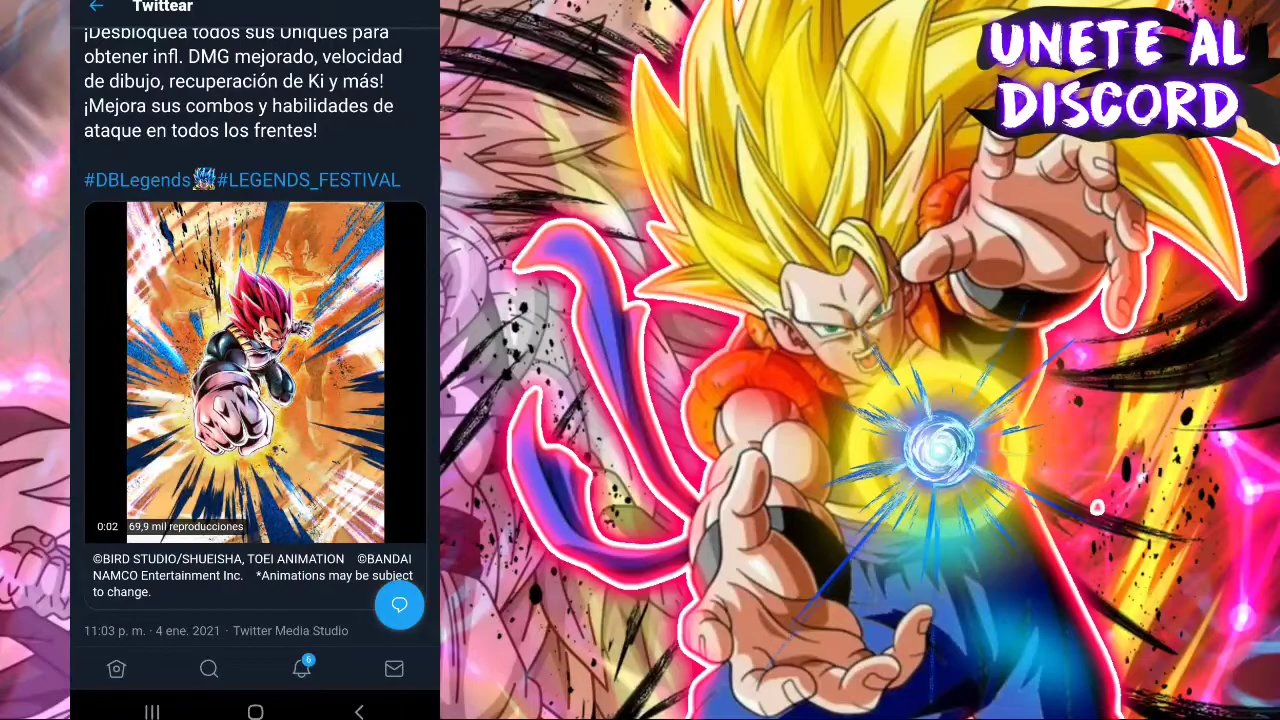 Twittear
¡Desbloquea todos sus Uniques para
obtener infl. DMG mejorado, velocidad
de dibujo, recuperación de Ki y más!
¡Mejora sus combos y habilidades de
ataque en todos los frentes!
#DBLegends #LEGENDS_FESTIVAL
0:02 69,9 mil reproducciones
©BIRD STUDIO/SHUEISHA, TOEI ANIMATION ©BANDAI
NAMCO Entertainment Inc. *Animations may be subject
to change.
11:03 p. m. · 4 ene. 2021 · Twitter Media Studio
6
UNETE AL
DISCORD